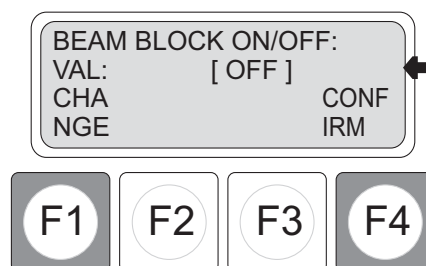 BEAM BLOCK ON/OFF:
VAL: [ OFF ]
CHA CONF
NGE IRM
F1 F2 F3 F4